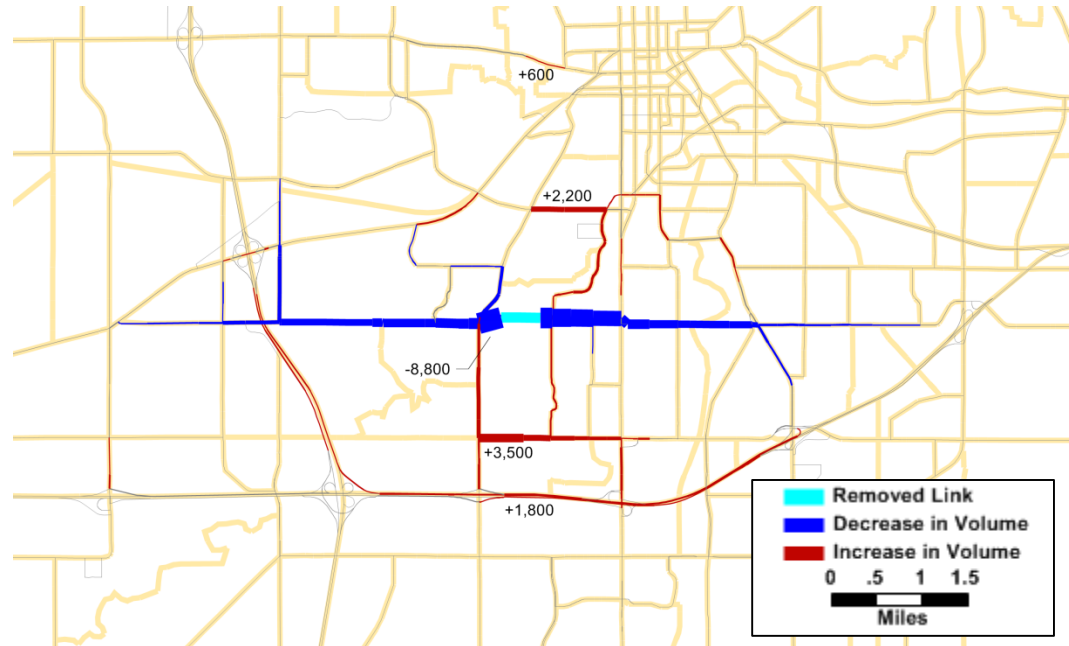 +600
+2,200
-8,800
+3,500
+1,800
Removed Link
Decrease in Volume
Increase in Volume
0 .5 1 1.5
Miles